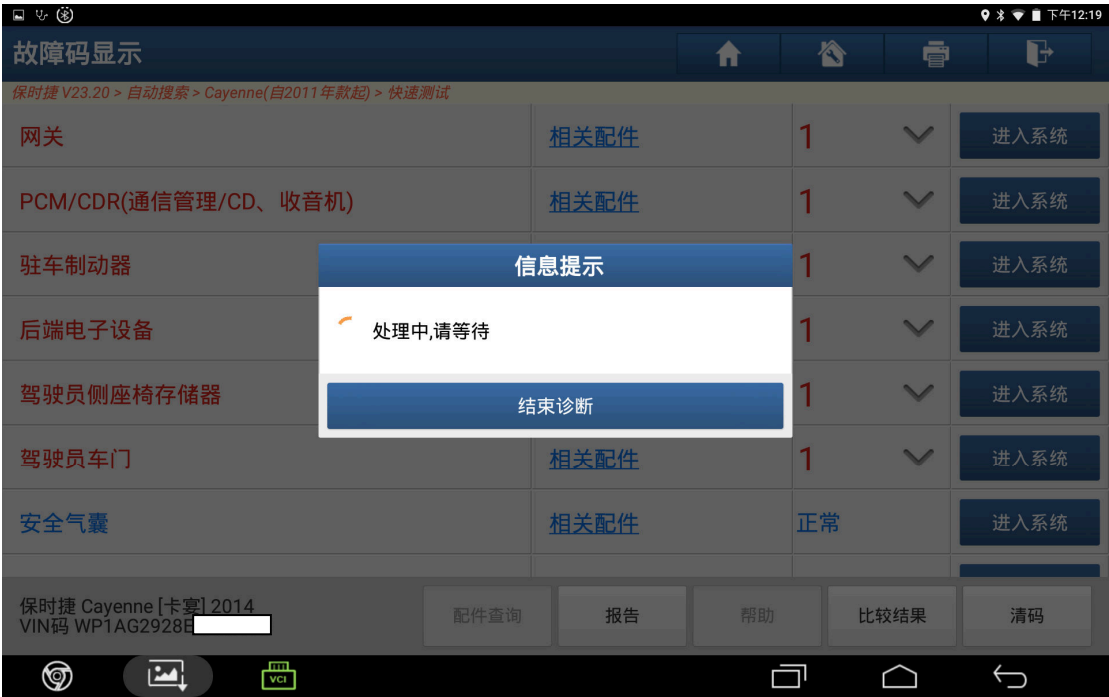 下午12:19
故障码显示
保时捷 V23.20 > 自动搜索 > Cayenne(自2011年款起) > 快速测试
网关 相关配件 1 进入系统
PCM/CDR(通信管理/CD、收音机) 相关配件 1 进入系统
驻车制动器 1 进入系统
后端电子设备 1 进入系统
驾驶员侧座椅存储器 1 进入系统
驾驶员车门 相关配件 1 进入系统
安全气囊 相关配件 正常 进入系统
信息提示
处理中,请等待
结束诊断
保时捷 Cayenne [卡宴] 2014
VIN码 WP1AG2928E
配件查询 报告 帮助 比较结果 清码
VCI